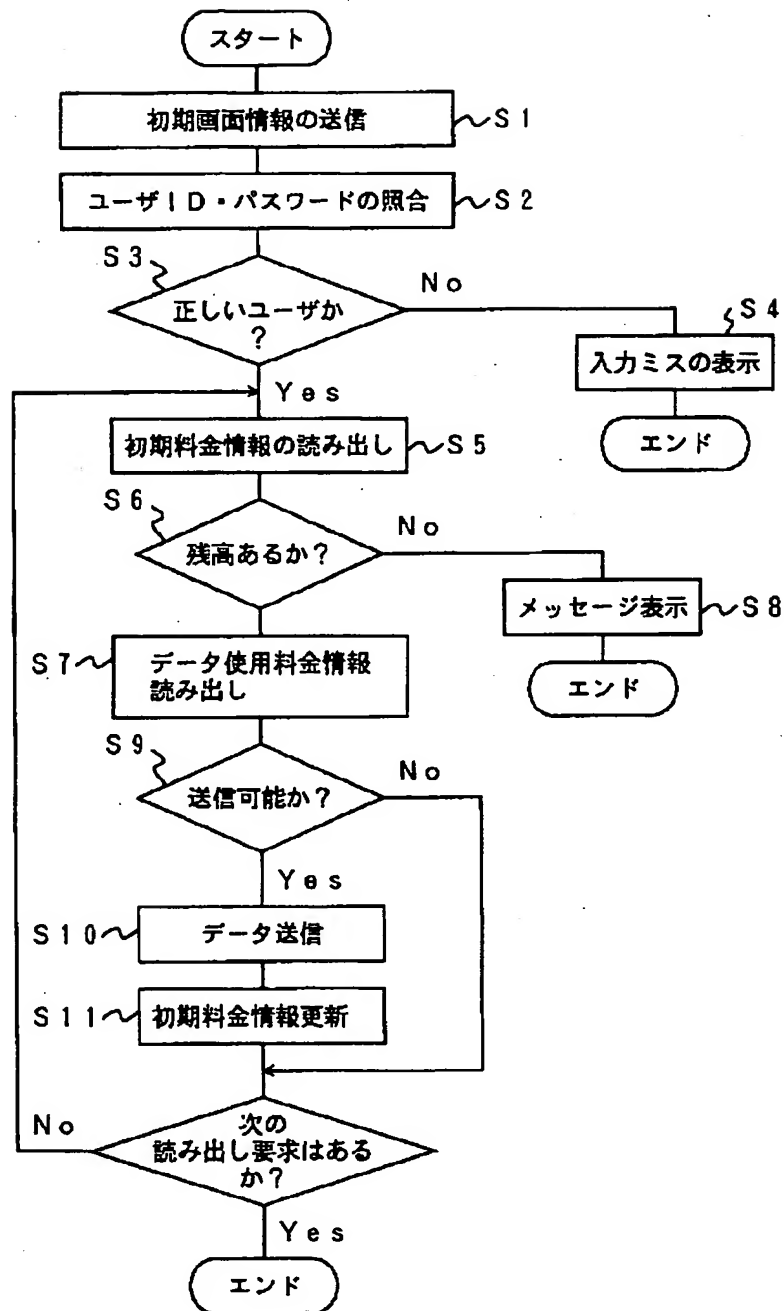 スタート
初期画面情報の送信
S1
ユーザID・パスワードの照合
S2
S3
正しいユーザか
?
No
S4
入力ミスの表示
エンド
Yes
初期料金情報の読み出し
S5
S6
残高あるか?
No
メッセージ表示
S8
エンド
S7
データ使用料金情報
読み出し
S9
送信可能か?
No
Yes
S10
データ送信
S11
初期料金情報更新
No
次の
読み出し要求はある
か?
Yes
エンド